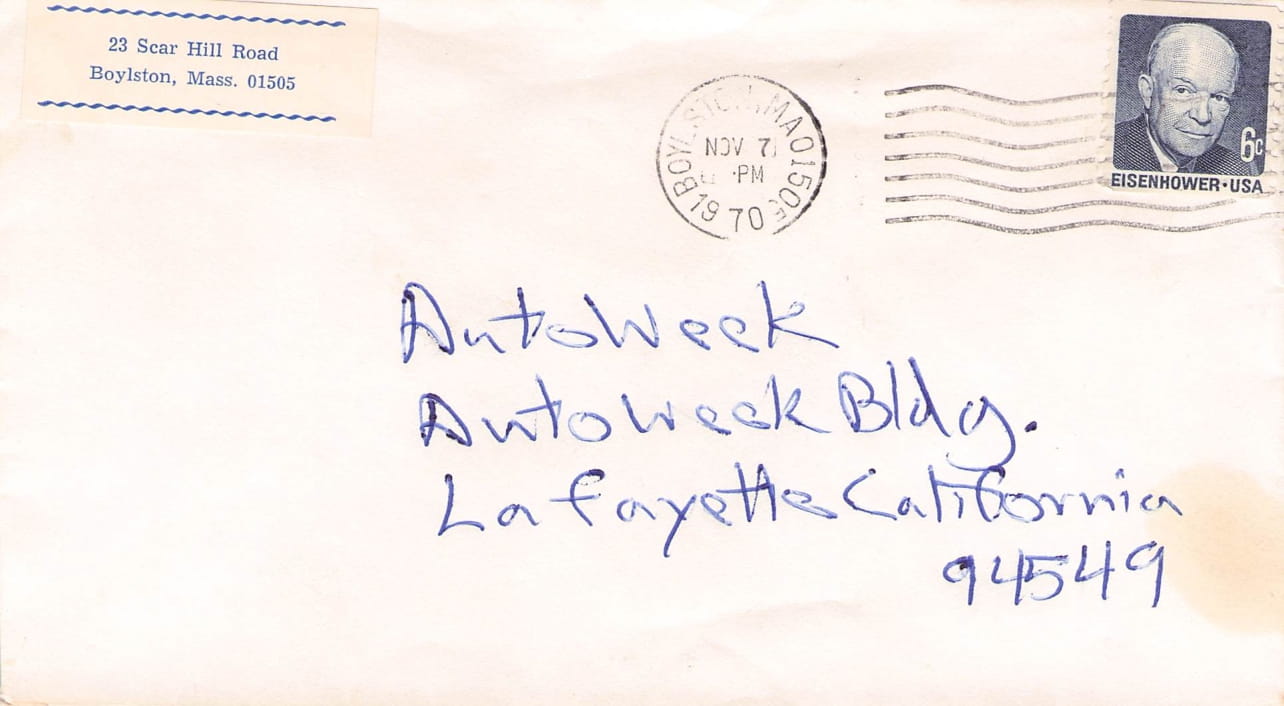 23 Scar Hill Road
Boylston, Mass. 01505
BOYLSTON, MA 01505
NOV 7
PM
1970
6c
EISENHOWER·USA
AutoWeek
AutoWeek Bldg.
Lafayette California
94549